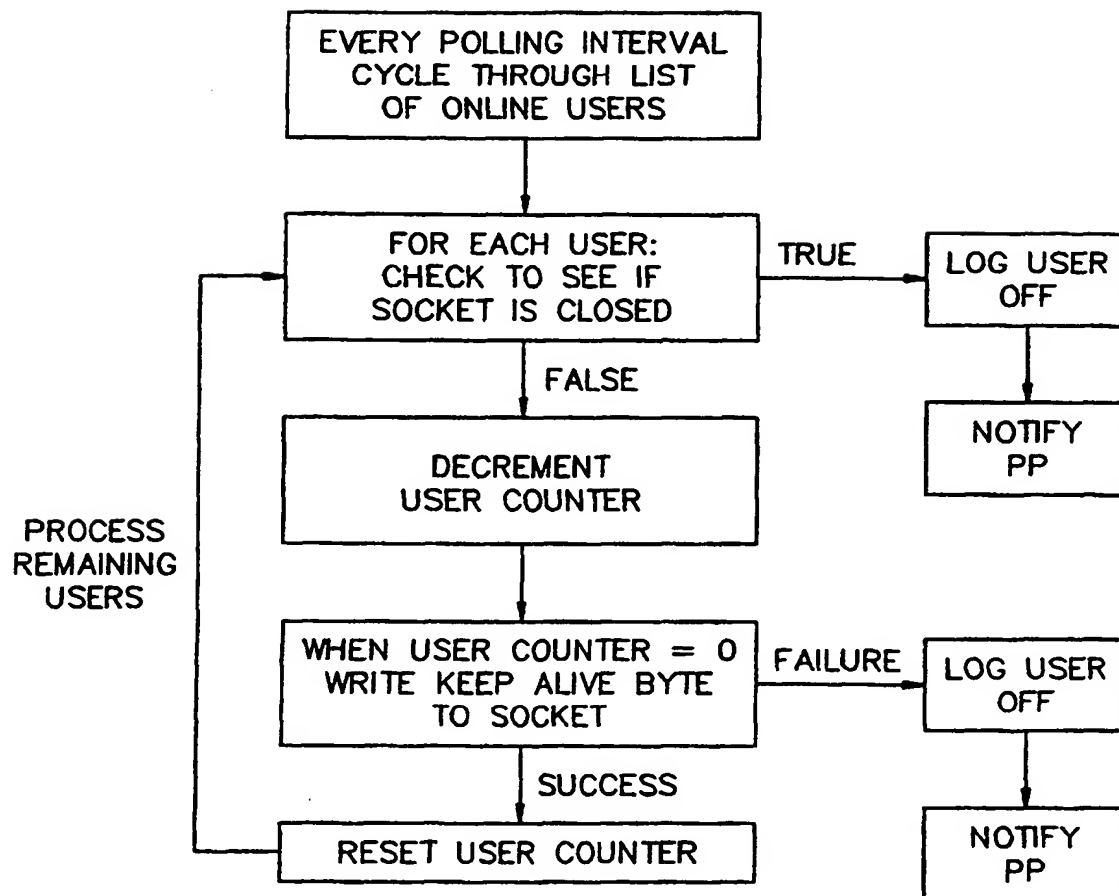 EVERY POLLING INTERVAL
CYCLE THROUGH LIST
OF ONLINE USERS
FOR EACH USER:
CHECK TO SEE IF
SOCKET IS CLOSED
TRUE
LOG USER
OFF
NOTIFY
PP
FALSE
DECREMENT
USER COUNTER
PROCESS
REMAINING
USERS
WHEN USER COUNTER = 0
WRITE KEEP ALIVE BYTE
TO SOCKET
FAILURE
LOG USER
OFF
NOTIFY
PP
SUCCESS
RESET USER COUNTER